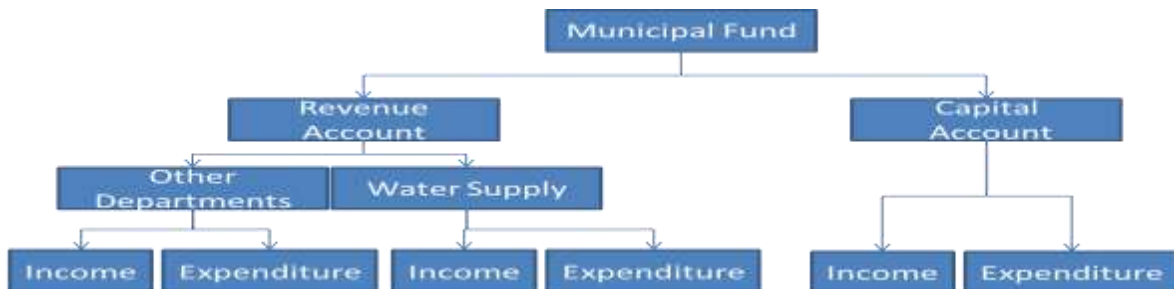 Municipal Fund
Revenue
Account
Capital
Account
Other
Departments
Water Supply
Income
Expenditure
Income
Expenditure
Income
Expenditure